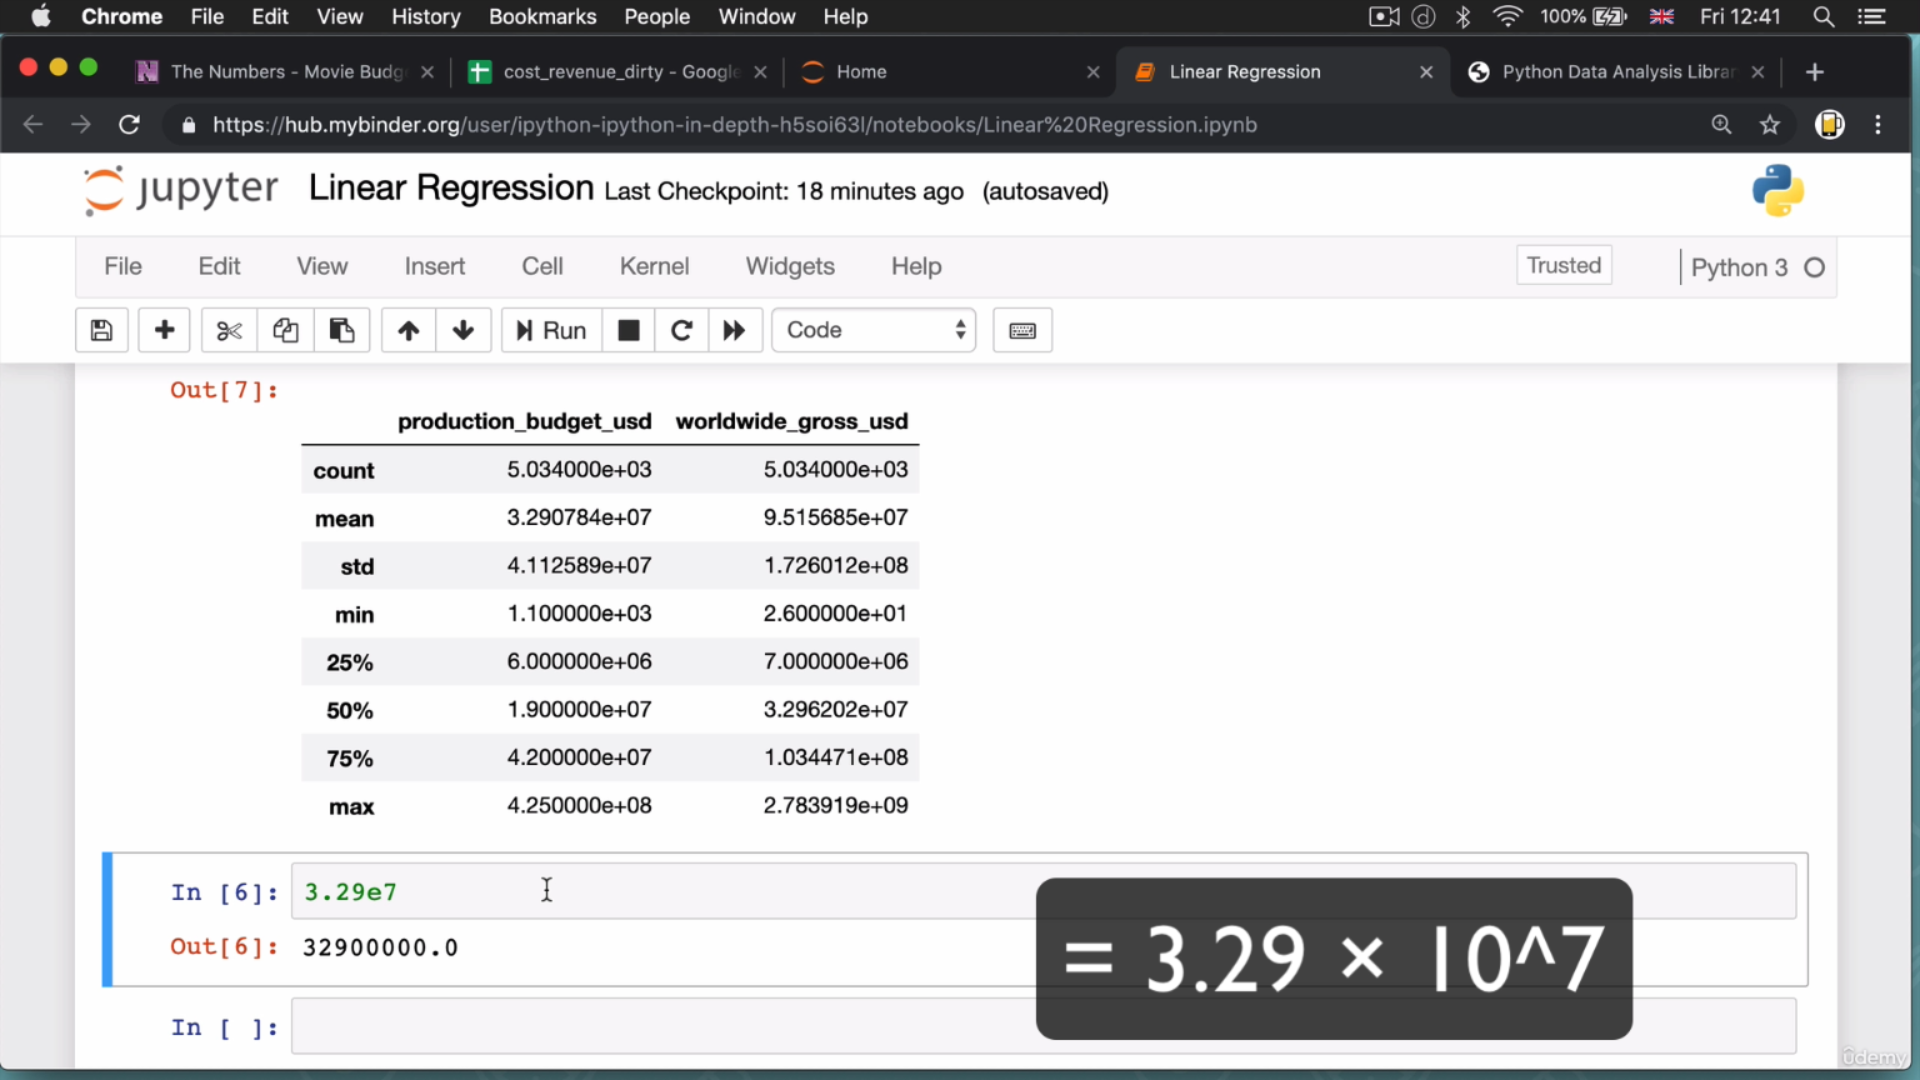 Chrome File Edit View History Bookmarks People Window Help 100% Fri 12:41
The Numbers - Movie Budg cost_revenue_dirty - Google Home Linear Regression Python Data Analysis Librar
https://hub.mybinder.org/user/ipython-ipython-in-depth-h5soi63l/notebooks/Linear%20Regression.ipynb
jupyter Linear Regression Last Checkpoint: 18 minutes ago (autosaved)
File Edit View Insert Cell Kernel Widgets Help Trusted Python 3
Run Code
Out[7]:
production_budget_usd worldwide_gross_usd
count 5.034000e+03 5.034000e+03
mean 3.290784e+07 9.515685e+07
std 4.112589e+07 1.726012e+08
min 1.100000e+03 2.600000e+01
25% 6.000000e+06 7.000000e+06
50% 1.900000e+07 3.296202e+07
75% 4.200000e+07 1.034471e+08
max 4.250000e+08 2.783919e+09
In [6]: 3.29e7
Out[6]: 32900000.0
= 3.29 × 10^7
In [ ]:
ûdemy